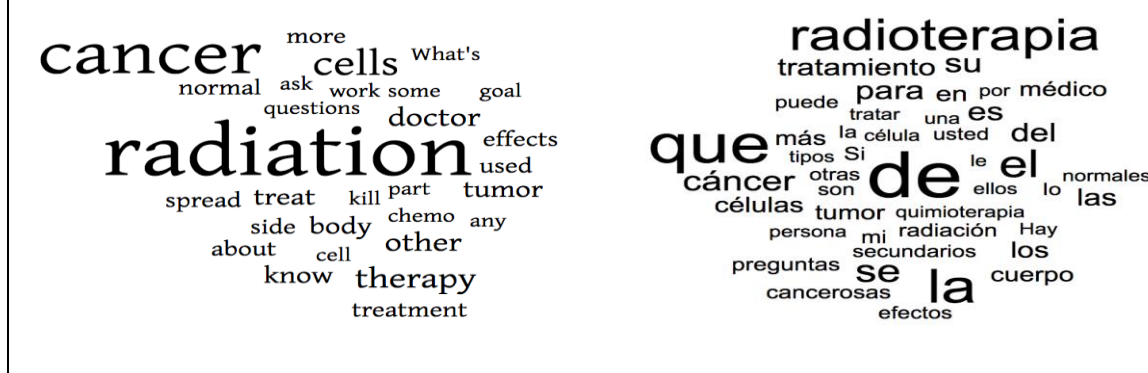 more
cancer cells What's
normal ask work some goal
questions doctor
radiation effects
used
spread treat kill part tumor
side body chemo any
about cell other
know therapy
treatment
radioterapia
tratamiento su
puede para en por médico
tratar una es
que más la célula usted del
tipos Si de le el
cáncer otras son ellos lo las normales
células tumor quimioterapia
persona mi radiación Hay
secundarios los
preguntas se la cuerpo
cancerosas
efectos